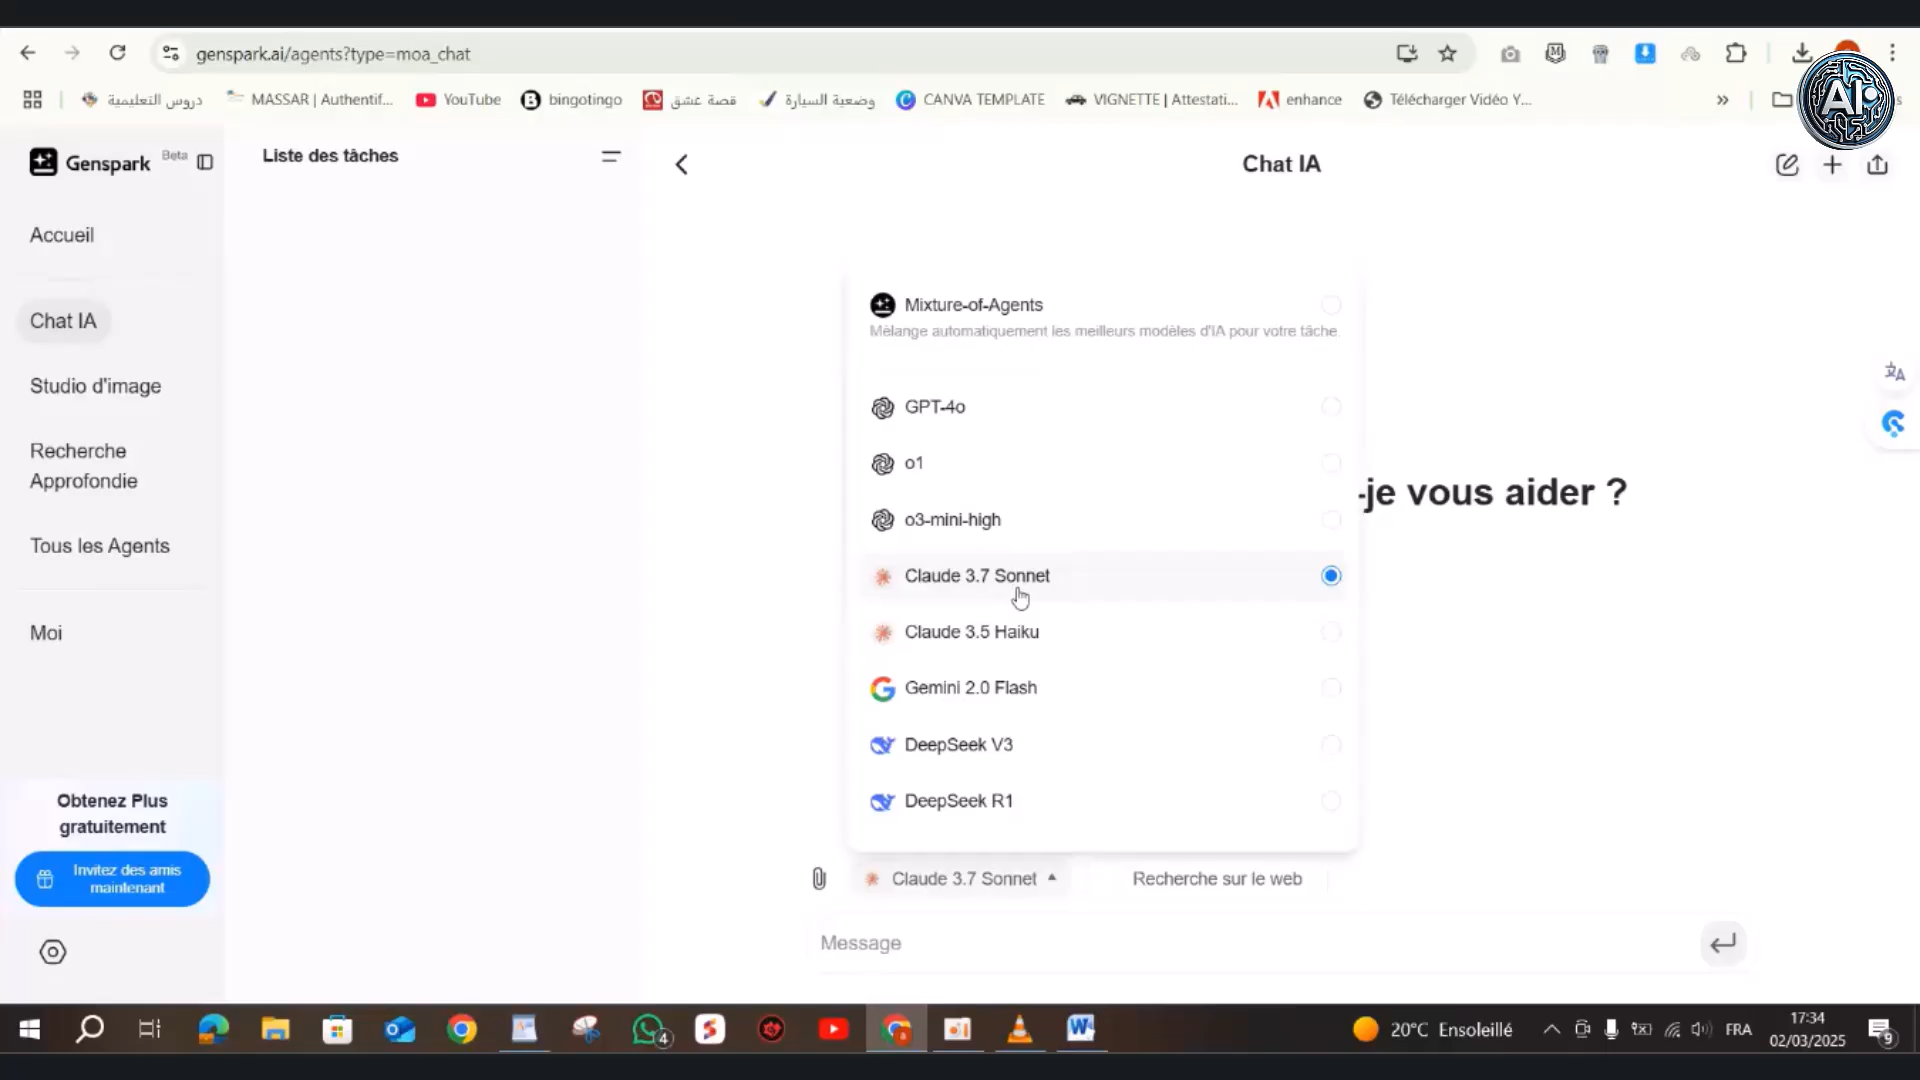 genspark.ai/agents?type=moa_chat
دروس التعليمية
MASSAR | Authentif...
YouTube
bingotingo
قصة عشق
وضعية السيارة
CANVA TEMPLATE
VIGNETTE | Attestati...
enhance
Télécharger Vidéo Y...
»
AI
Genspark
Beta
Liste des tâches
Chat IA
Accueil
Chat IA
Studio d'image
Recherche
Approfondie
Tous les Agents
Moi
Mixture-of-Agents
Mélange automatiquement les meilleurs modèles d'IA pour votre tâche.
GPT-4o
o1
o3-mini-high
Claude 3.7 Sonnet
Claude 3.5 Haiku
Gemini 2.0 Flash
DeepSeek V3
DeepSeek R1
-je vous aider ?
Obtenez Plus
gratuitement
Invitez des amis
maintenant
Claude 3.7 Sonnet
Recherche sur le web
Message
4
20°C Ensoleillé
FRA
17:34
02/03/2025
9